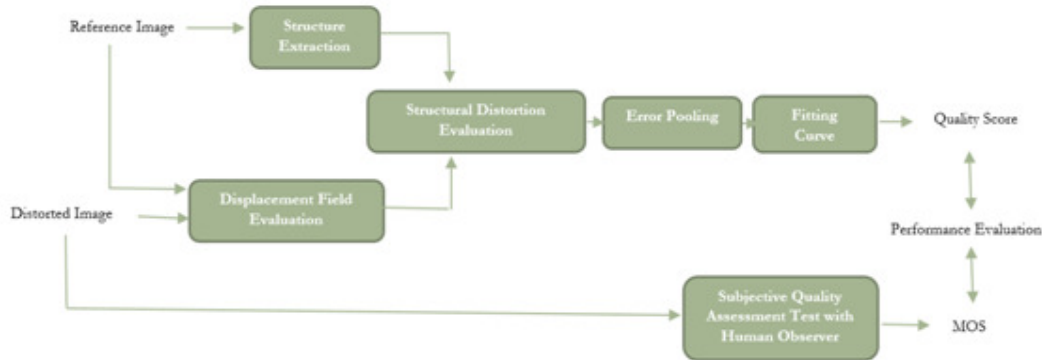 Reference Image
Structure
Extraction
Structural Distortion
Evaluation
Error Pooling
Fitting
Curve
Quality Score
Displacement Field
Evaluation
Distorted Image
Performance Evaluation
Subjective Quality
Assessment Test with
Human Observer
MOS